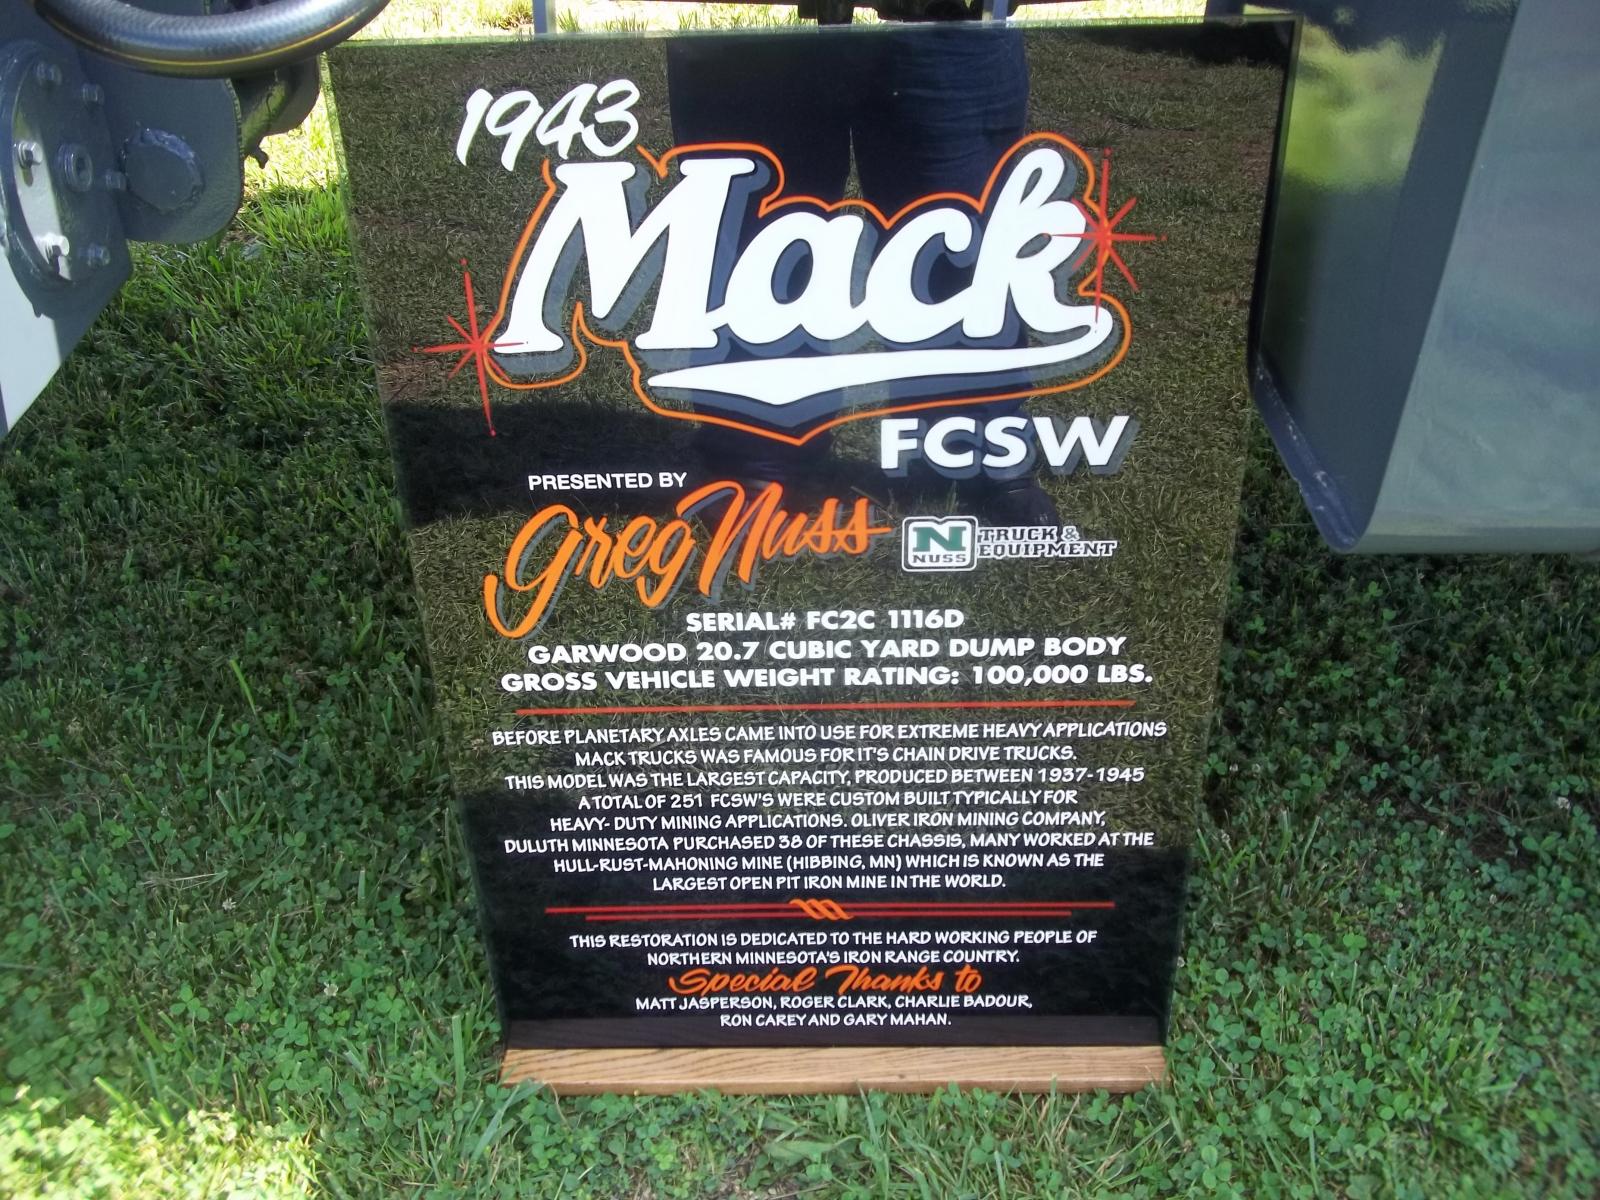 1943
Mack
FCSW
PRESENTED BY
Greg Nuss
N NUSS
TRUCK &
EQUIPMENT
SERIAL# FC2C 1116D
GARWOOD 20.7 CUBIC YARD DUMP BODY
GROSS VEHICLE WEIGHT RATING: 100,000 LBS.
BEFORE PLANETARY AXLES CAME INTO USE FOR EXTREME HEAVY APPLICATIONS
MACK TRUCKS WAS FAMOUS FOR IT'S CHAIN DRIVE TRUCKS.
THIS MODEL WAS THE LARGEST CAPACITY, PRODUCED BETWEEN 1937-1945
A TOTAL OF 251 FCSW'S WERE CUSTOM BUILT TYPICALLY FOR
HEAVY- DUTY MINING APPLICATIONS. OLIVER IRON MINING COMPANY,
DULUTH MINNESOTA PURCHASED 38 OF THESE CHASSIS, MANY WORKED AT THE
HULL-RUST-MAHONING MINE (HIBBING, MN) WHICH IS KNOWN AS THE
LARGEST OPEN PIT IRON MINE IN THE WORLD.
THIS RESTORATION IS DEDICATED TO THE HARD WORKING PEOPLE OF
NORTHERN MINNESOTA'S IRON RANGE COUNTRY.
Special Thanks to
MATT JASPERSON, ROGER CLARK, CHARLIE BADOUR,
RON CAREY AND GARY MAHAN.